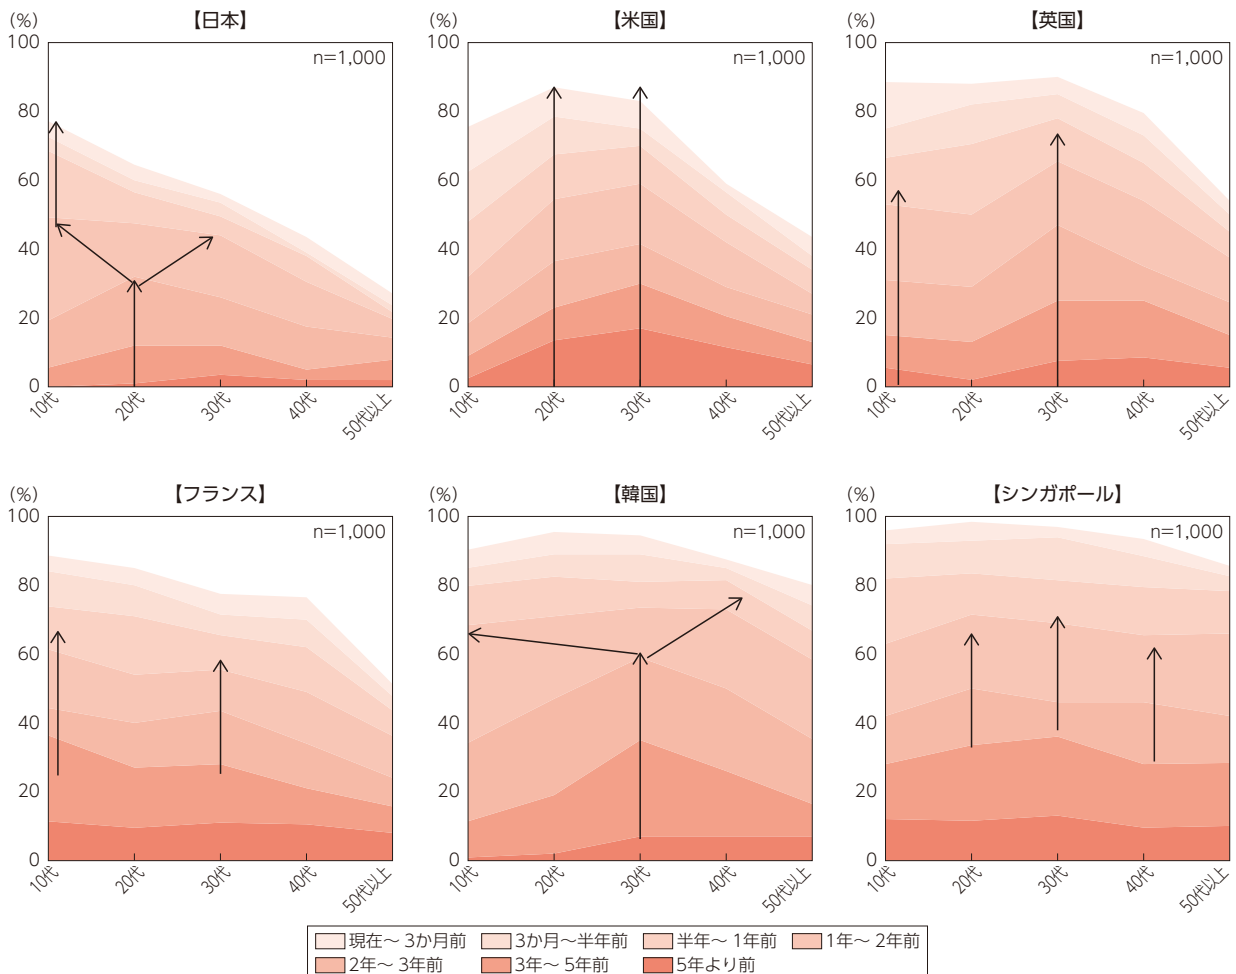 【日本】
(%)
n=1,000
100
80
60
40
20
0
10代
20代
30代
40代
50代以上
【米国】
(%)
n=1,000
100
80
60
40
20
0
10代
20代
30代
40代
50代以上
【英国】
(%)
n=1,000
100
80
60
40
20
0
10代
20代
30代
40代
50代以上
【フランス】
(%)
n=1,000
100
80
60
40
20
0
10代
20代
30代
40代
50代以上
【韓国】
(%)
n=1,000
100
80
60
40
20
0
10代
20代
30代
40代
50代以上
【シンガポール】
(%)
n=1,000
100
80
60
40
20
0
10代
20代
30代
40代
50代以上
現在～3か月前 3か月～半年前 半年～1年前 1年～2年前
2年～3年前 3年～5年前 5年より前